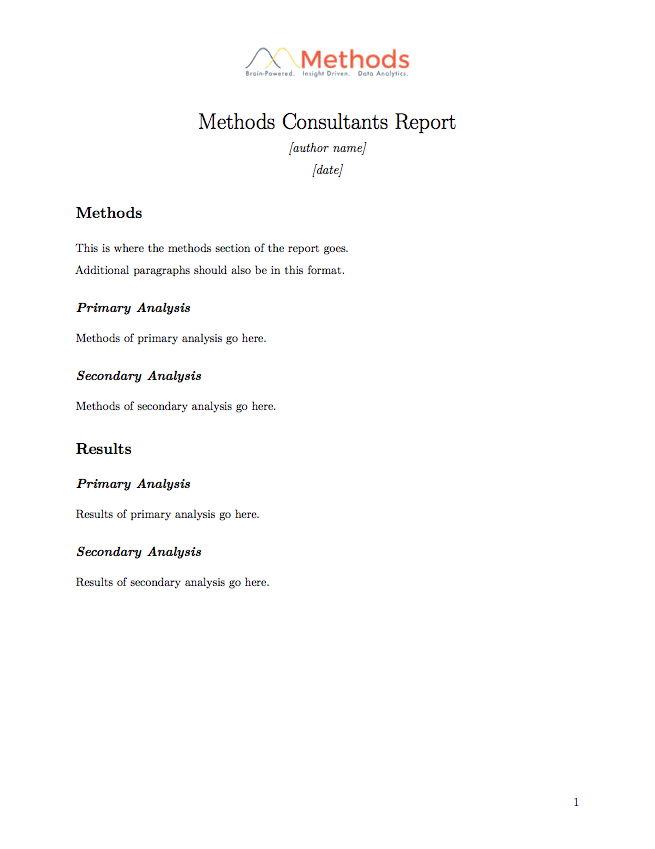 Methods
Brain-Powered. Insight Driven. Data Analytics.
Methods Consultants Report
[author name]
[date]
Methods
This is where the methods section of the report goes.
Additional paragraphs should also be in this format.
Primary Analysis
Methods of primary analysis go here.
Secondary Analysis
Methods of secondary analysis go here.
Results
Primary Analysis
Results of primary analysis go here.
Secondary Analysis
Results of secondary analysis go here.
1